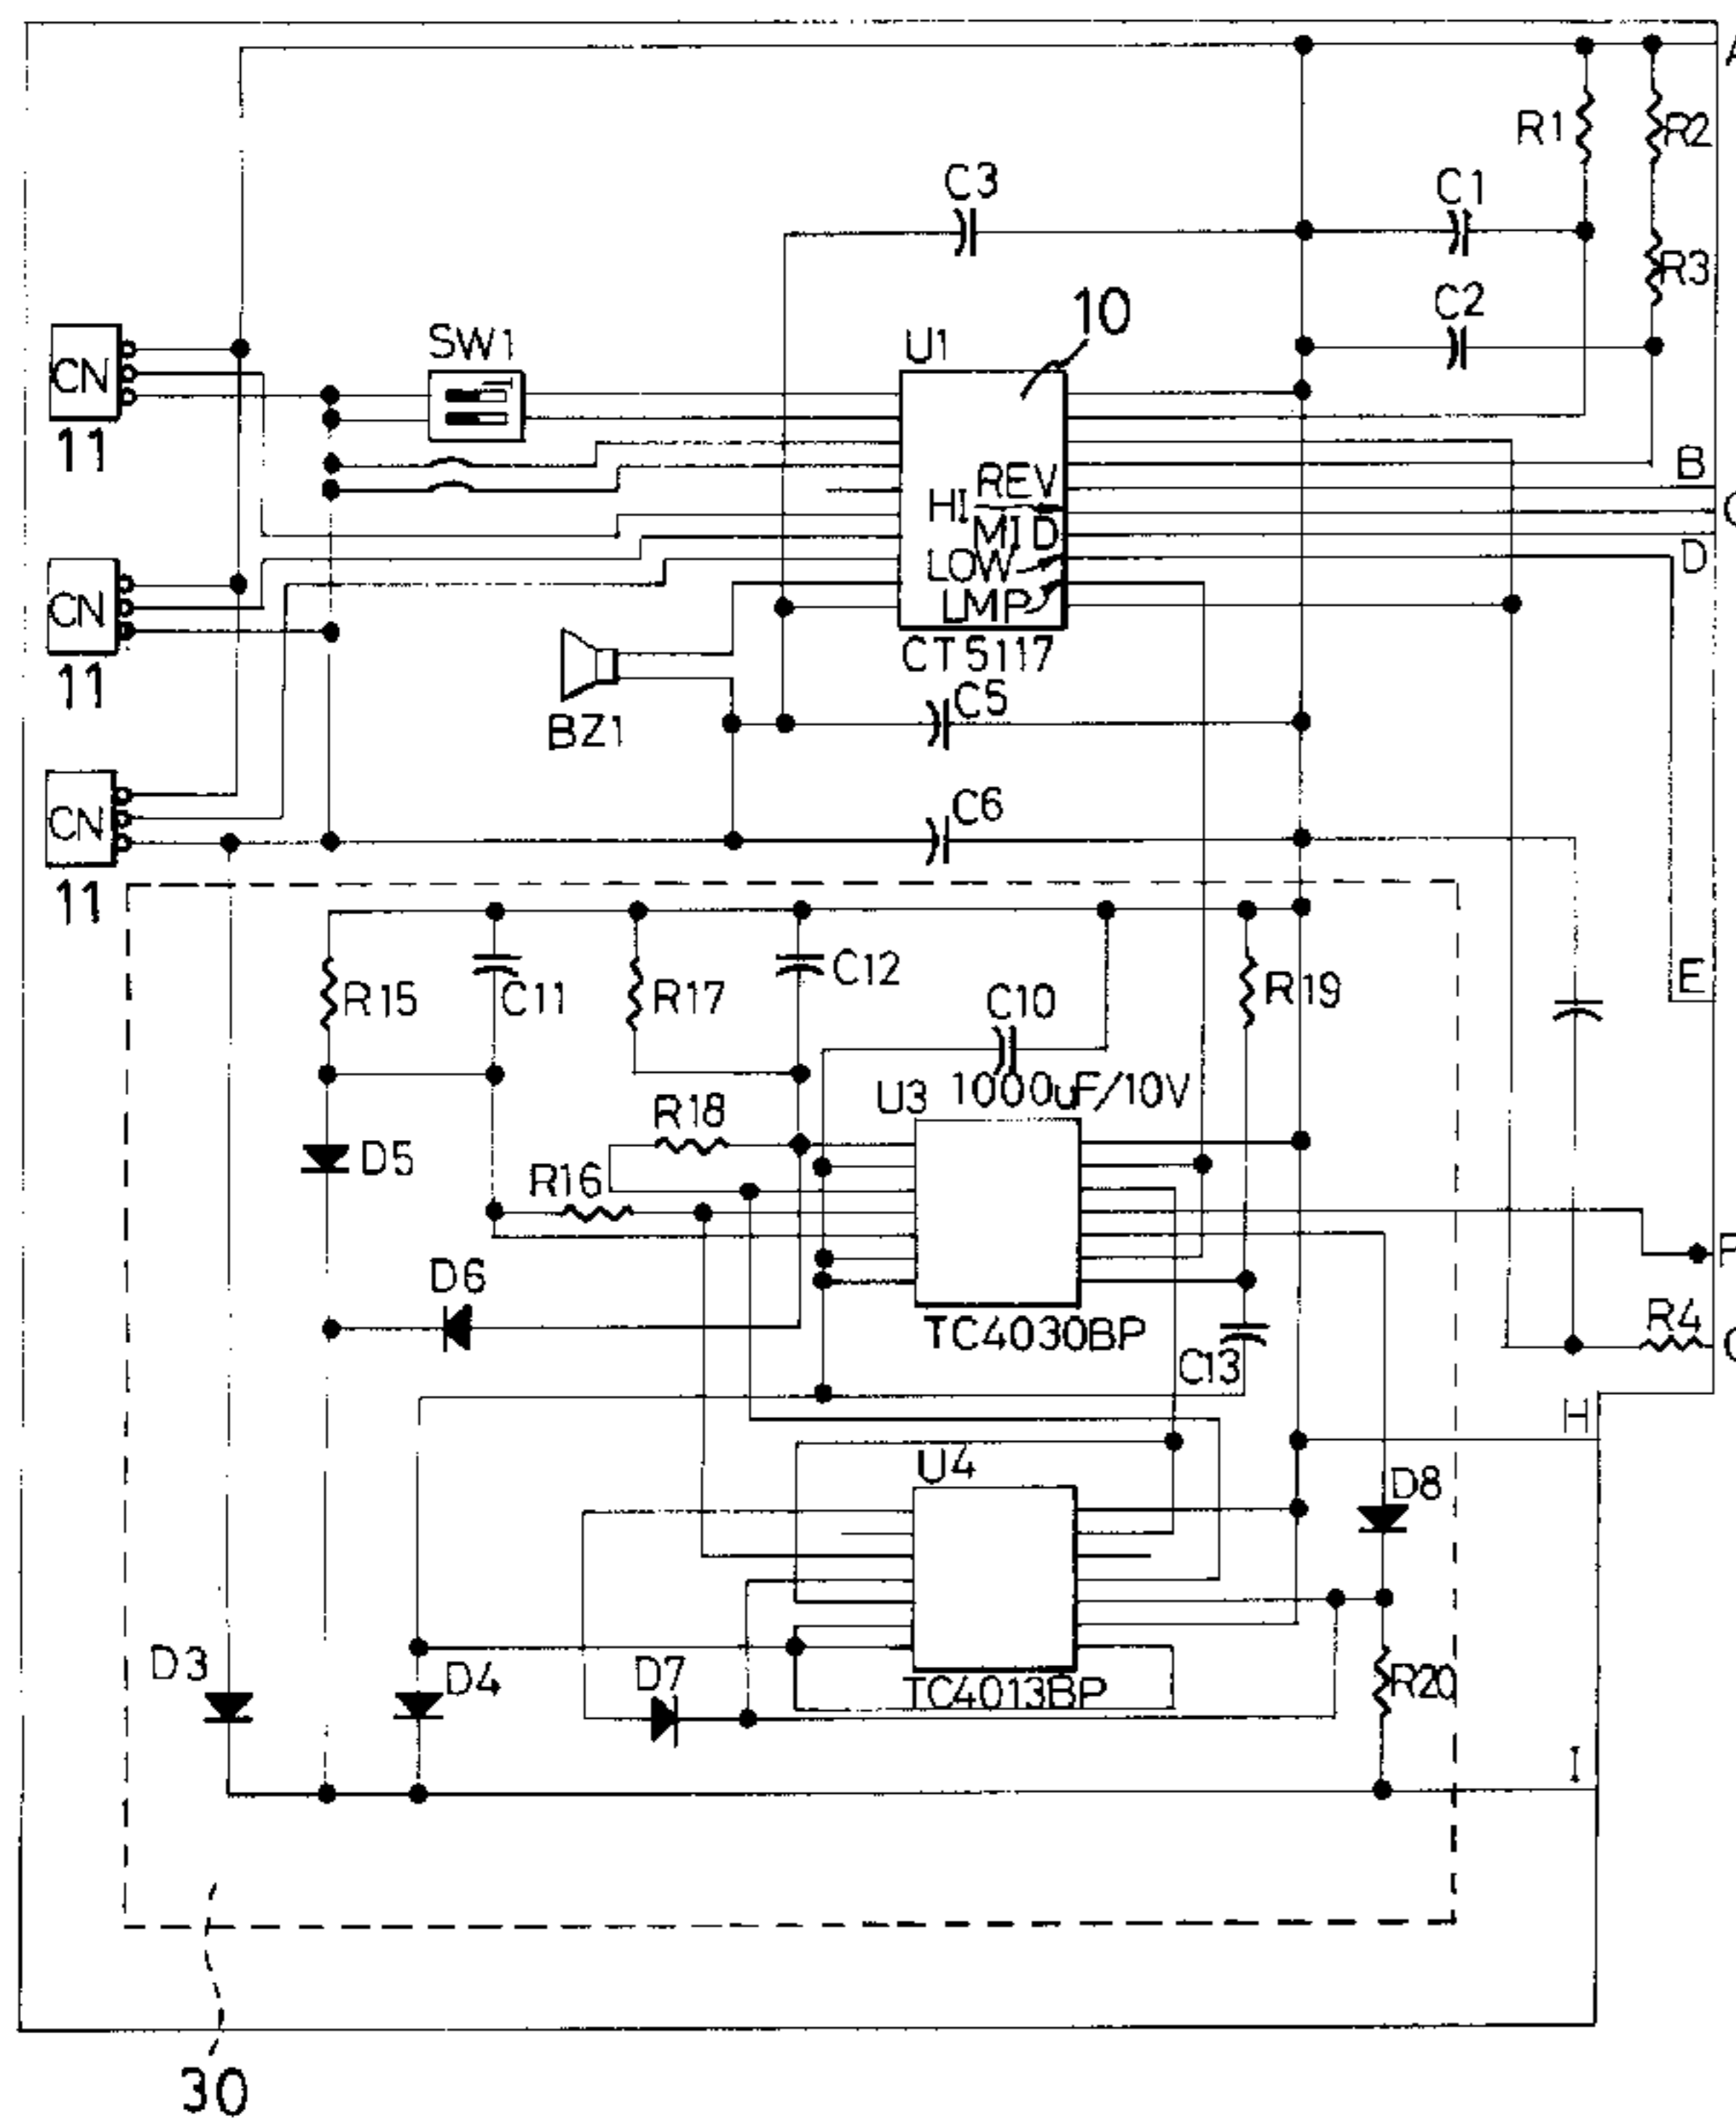 A
R1
R2
C3
C1
R3
C2
10
U1
SW1
CN
11
REV
HI
MID
LOW
LMP
CT5117
B
D
CN
11
BZ1
C5
CN
11
C6
E
R15
C11
R17
C12
C10
R19
1000uF/10V
U3
R18
R16
D5
D6
TC4030BP
C13
R4
H
U4
D8
D3
D4
D7
TC4013BP
R20
I
30